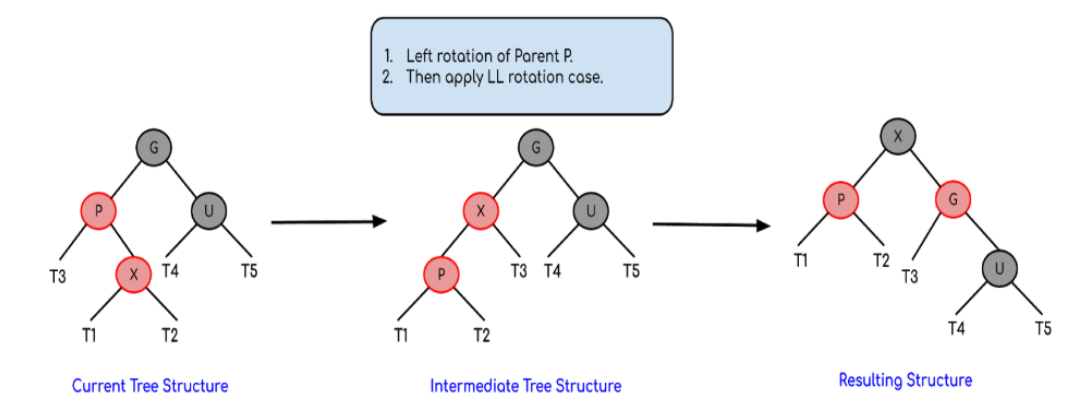 1. Left rotation of Parent P.
2. Then apply LL rotation case.
G
P
U
T3
X
T4
T5
T1
T2
Current Tree Structure
G
X
U
P
T3
T4
T5
T1
T2
Intermediate Tree Structure
X
P
G
T1
T2
T3
U
T4
T5
Resulting Structure